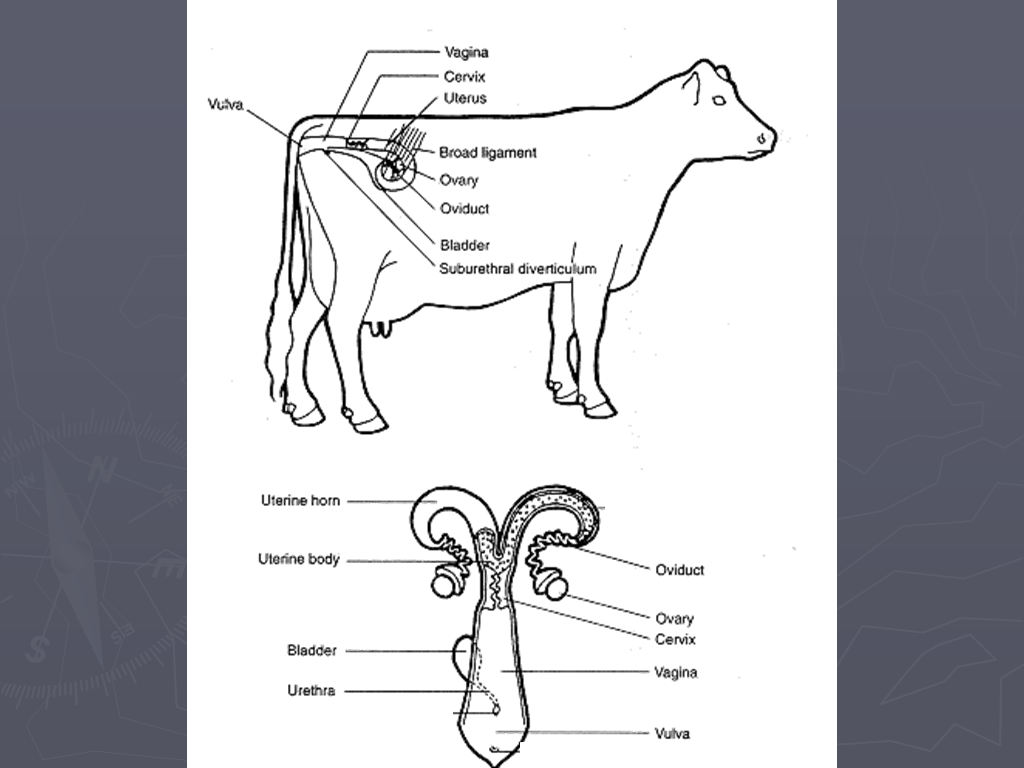 Vagina
Cervix
Uterus
Vulva
Broad ligament
Ovary
Oviduct
Bladder
Suburethral diverticulum
Uterine horn
Uterine body
Oviduct
Ovary
Cervix
Bladder
Vagina
Urethra
Vulva
N
S